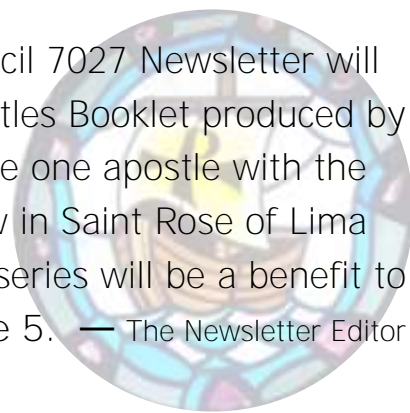 cil 7027 Newsletter will
tles Booklet produced by
e one apostle with the
in Saint Rose of Lima
series will be a benefit to
e 5. — The Newsletter Editor